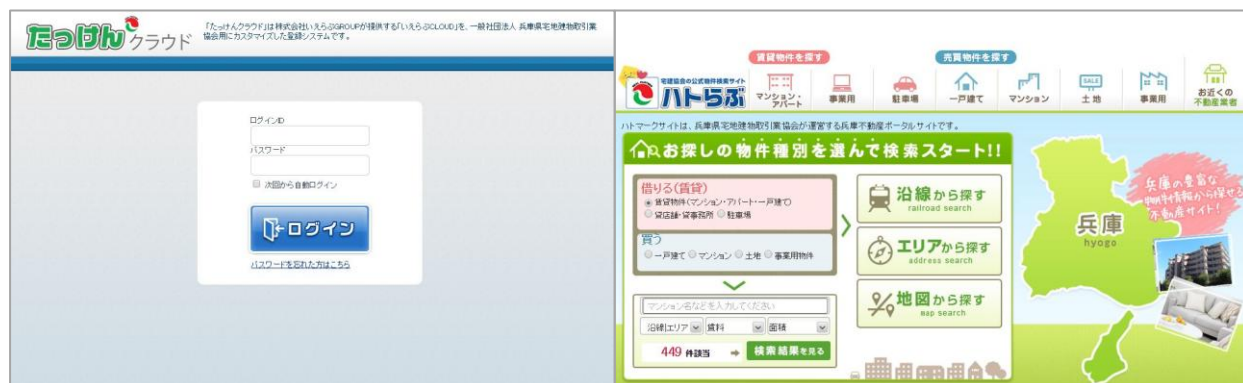 たっけんクラウド
「たっけんクラウド」は株式会社いえらぶGROUPが提供する「いえらぶCLOUD」を、一般社団法人 兵庫県宅地建物取引業
協会用にカスタマイズした登録システムです。
ログインID
パスワード
次回から自動ログイン
ログイン
パスワードを忘れた方はこちら
賃貸物件を探す
売買物件を探す
宅建協会の公式物件検索サイト
ハトらぶ
マンション・
アパート
事業用
駐車場
一戸建て
マンション
SALE
土地
事業用
お近くの
不動産業者
ハトマークサイトは、兵庫県宅地建物取引業協会が運営する兵庫不動産ポータルサイトです。
お探しの物件種別を選んで検索スタート!!
借りる(賃貸)
賃貸物件(マンション・アパート・一戸建て)
貸店舗・貸事務所 駐車場
買う
一戸建て マンション 土地 事業用物件
マンション名などを入力してください
沿線|エリア 賃料 面積
449 件該当 ⇒ 検索結果を見る
沿線から探す
railroad search
エリアから探す
address search
地図から探す
map search
兵庫
hyogo
兵庫の豊富な
物件情報から探せる
不動産サイト!